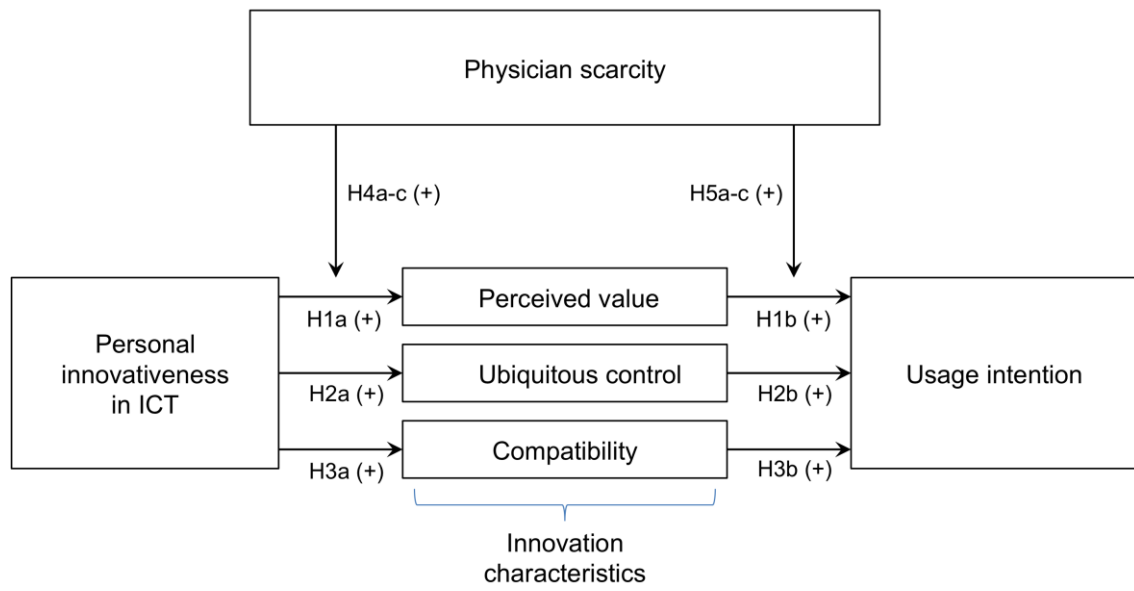 Physician scarcity
H4a-c (+)
H5a-c (+)
Personal
innovativeness
in ICT
H1a (+)
Perceived value
H1b (+)
H2a (+)
Ubiquitous control
H2b (+)
Usage intention
H3a (+)
Compatibility
H3b (+)
Innovation
characteristics